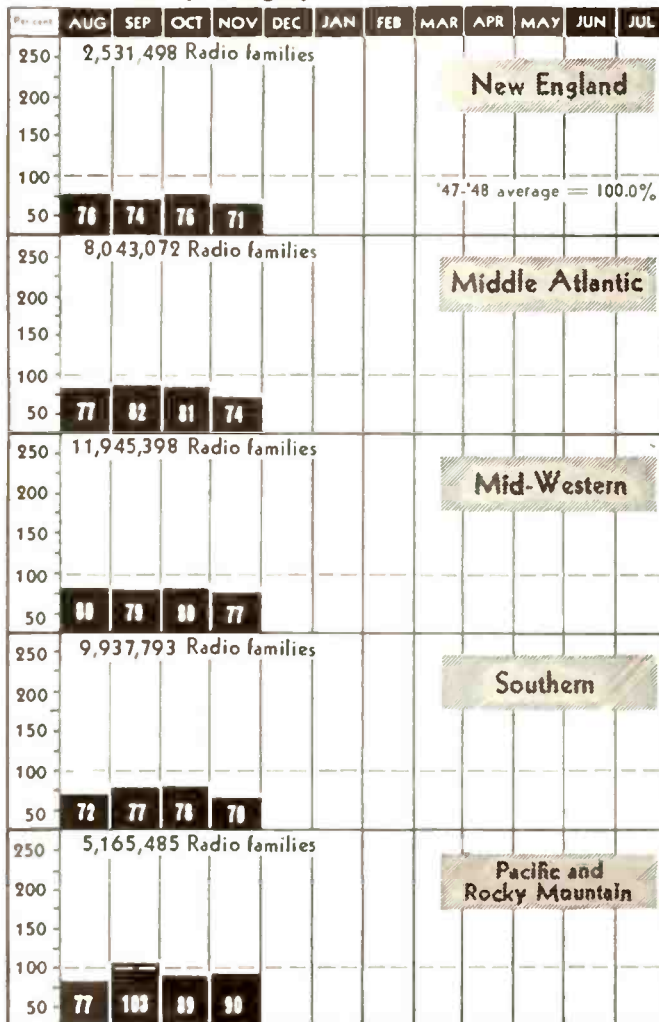 Per cent AUG SEP OCT NOV DEC JAN FEB MAR APR MAY JUN JUL
250 2,531,498 Radio families
New England
200
150
100
'47-'48 average = 100.0%
50 76 74 76 71
250 8,043,072 Radio families
Middle Atlantic
200
150
100
50 77 82 81 74
250 11,945,398 Radio families
Mid-Western
200
150
100
50 80 79 80 77
250 9,937,793 Radio families
Southern
200
150
100
50 72 77 78 70
250 5,165,485 Radio families
Pacific and
Rocky Mountain
200
150
100
50 77 103 89 90